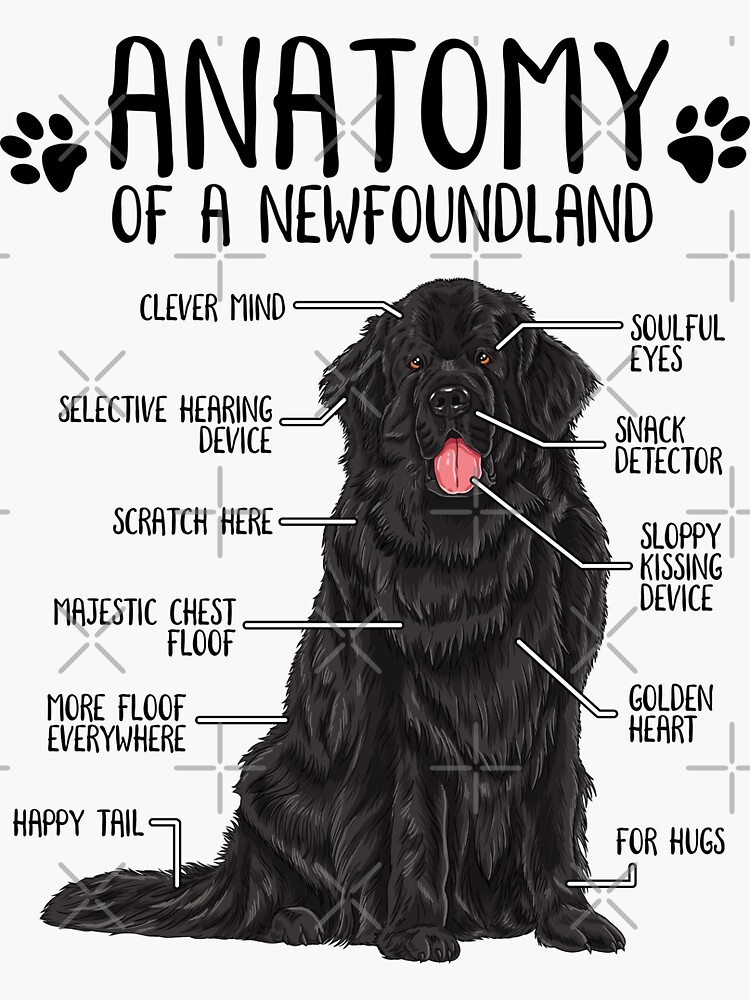 ANATOMY
OF A NEWFOUNDLAND
CLEVER MIND
SOULFUL
EYES
SELECTIVE HEARING
DEVICE
SNACK
DETECTOR
SCRATCH HERE
SLOPPY
KISSING
DEVICE
MAJESTIC CHEST
FLOOF
MORE FLOOF
EVERYWHERE
GOLDEN
HEART
HAPPY TAIL
FOR HUGS